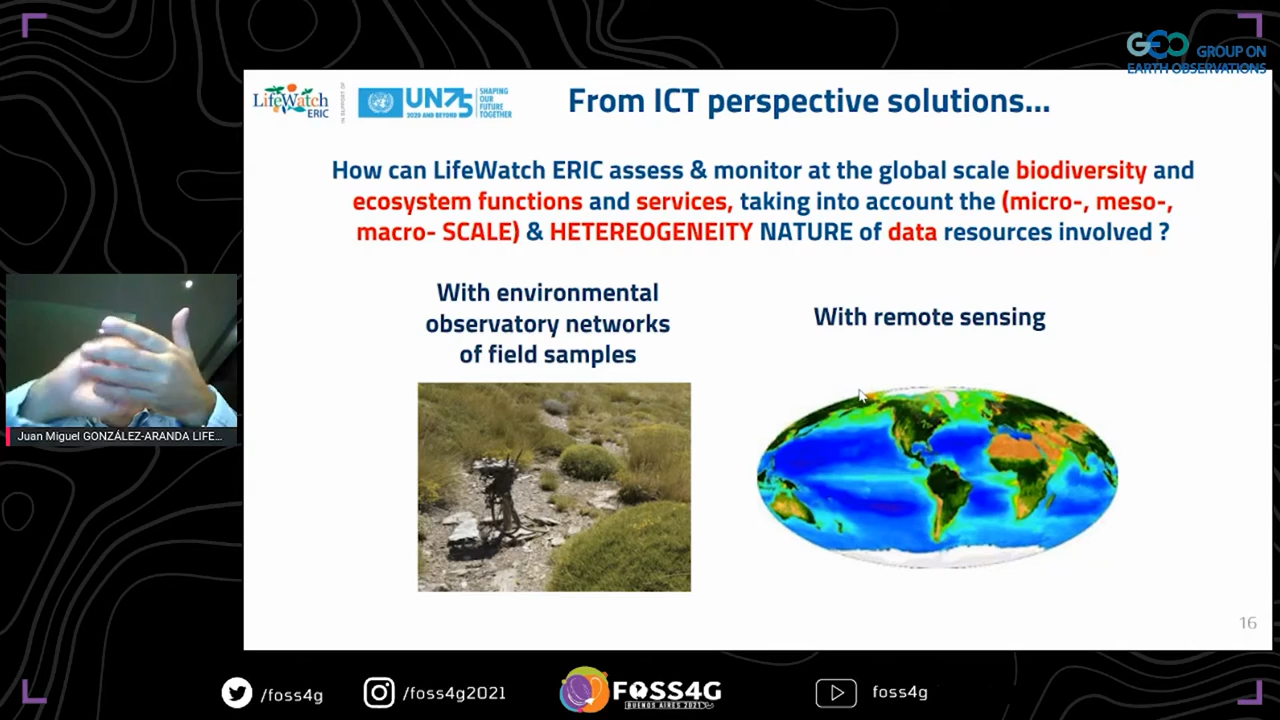 GEO GROUP ON
EARTH OBSERVATIONS
LifeWatch
ERIC
IN SUPPORT OF
UN75
2020 AND BEYOND
SHAPING
OUR
FUTURE
TOGETHER
From ICT perspective solutions...
How can LifeWatch ERIC assess & monitor at the global scale biodiversity and
ecosystem functions and services, taking into account the (micro-, meso-,
macro- SCALE) & HETEREOGENEITY NATURE of data resources involved ?
With environmental
observatory networks
of field samples
With remote sensing
Juan Miguel GONZÁLEZ-ARANDA LIFE...
16
/foss4g
/foss4g2021
FOSS4G
BUENOS AIRES 2021
foss4g